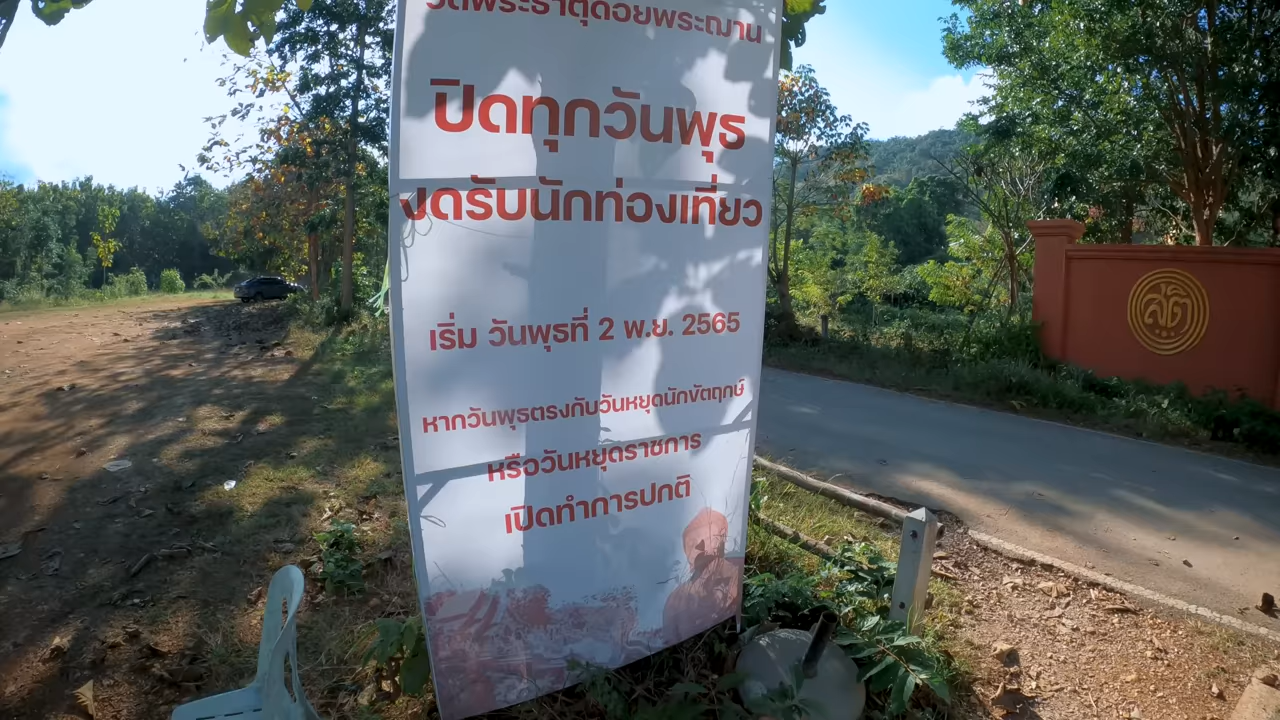 วัดพระธาตุดอยพระฌาน
ปิดทุกวันพุธ
งดรับนักท่องเที่ยว
เริ่ม วันพุธที่ 2 พ.ย. 2565
หากวันพุธตรงกับวันหยุดนักขัตฤกษ์
หรือวันหยุดราชการ
เปิดทำการปกติ
สติ